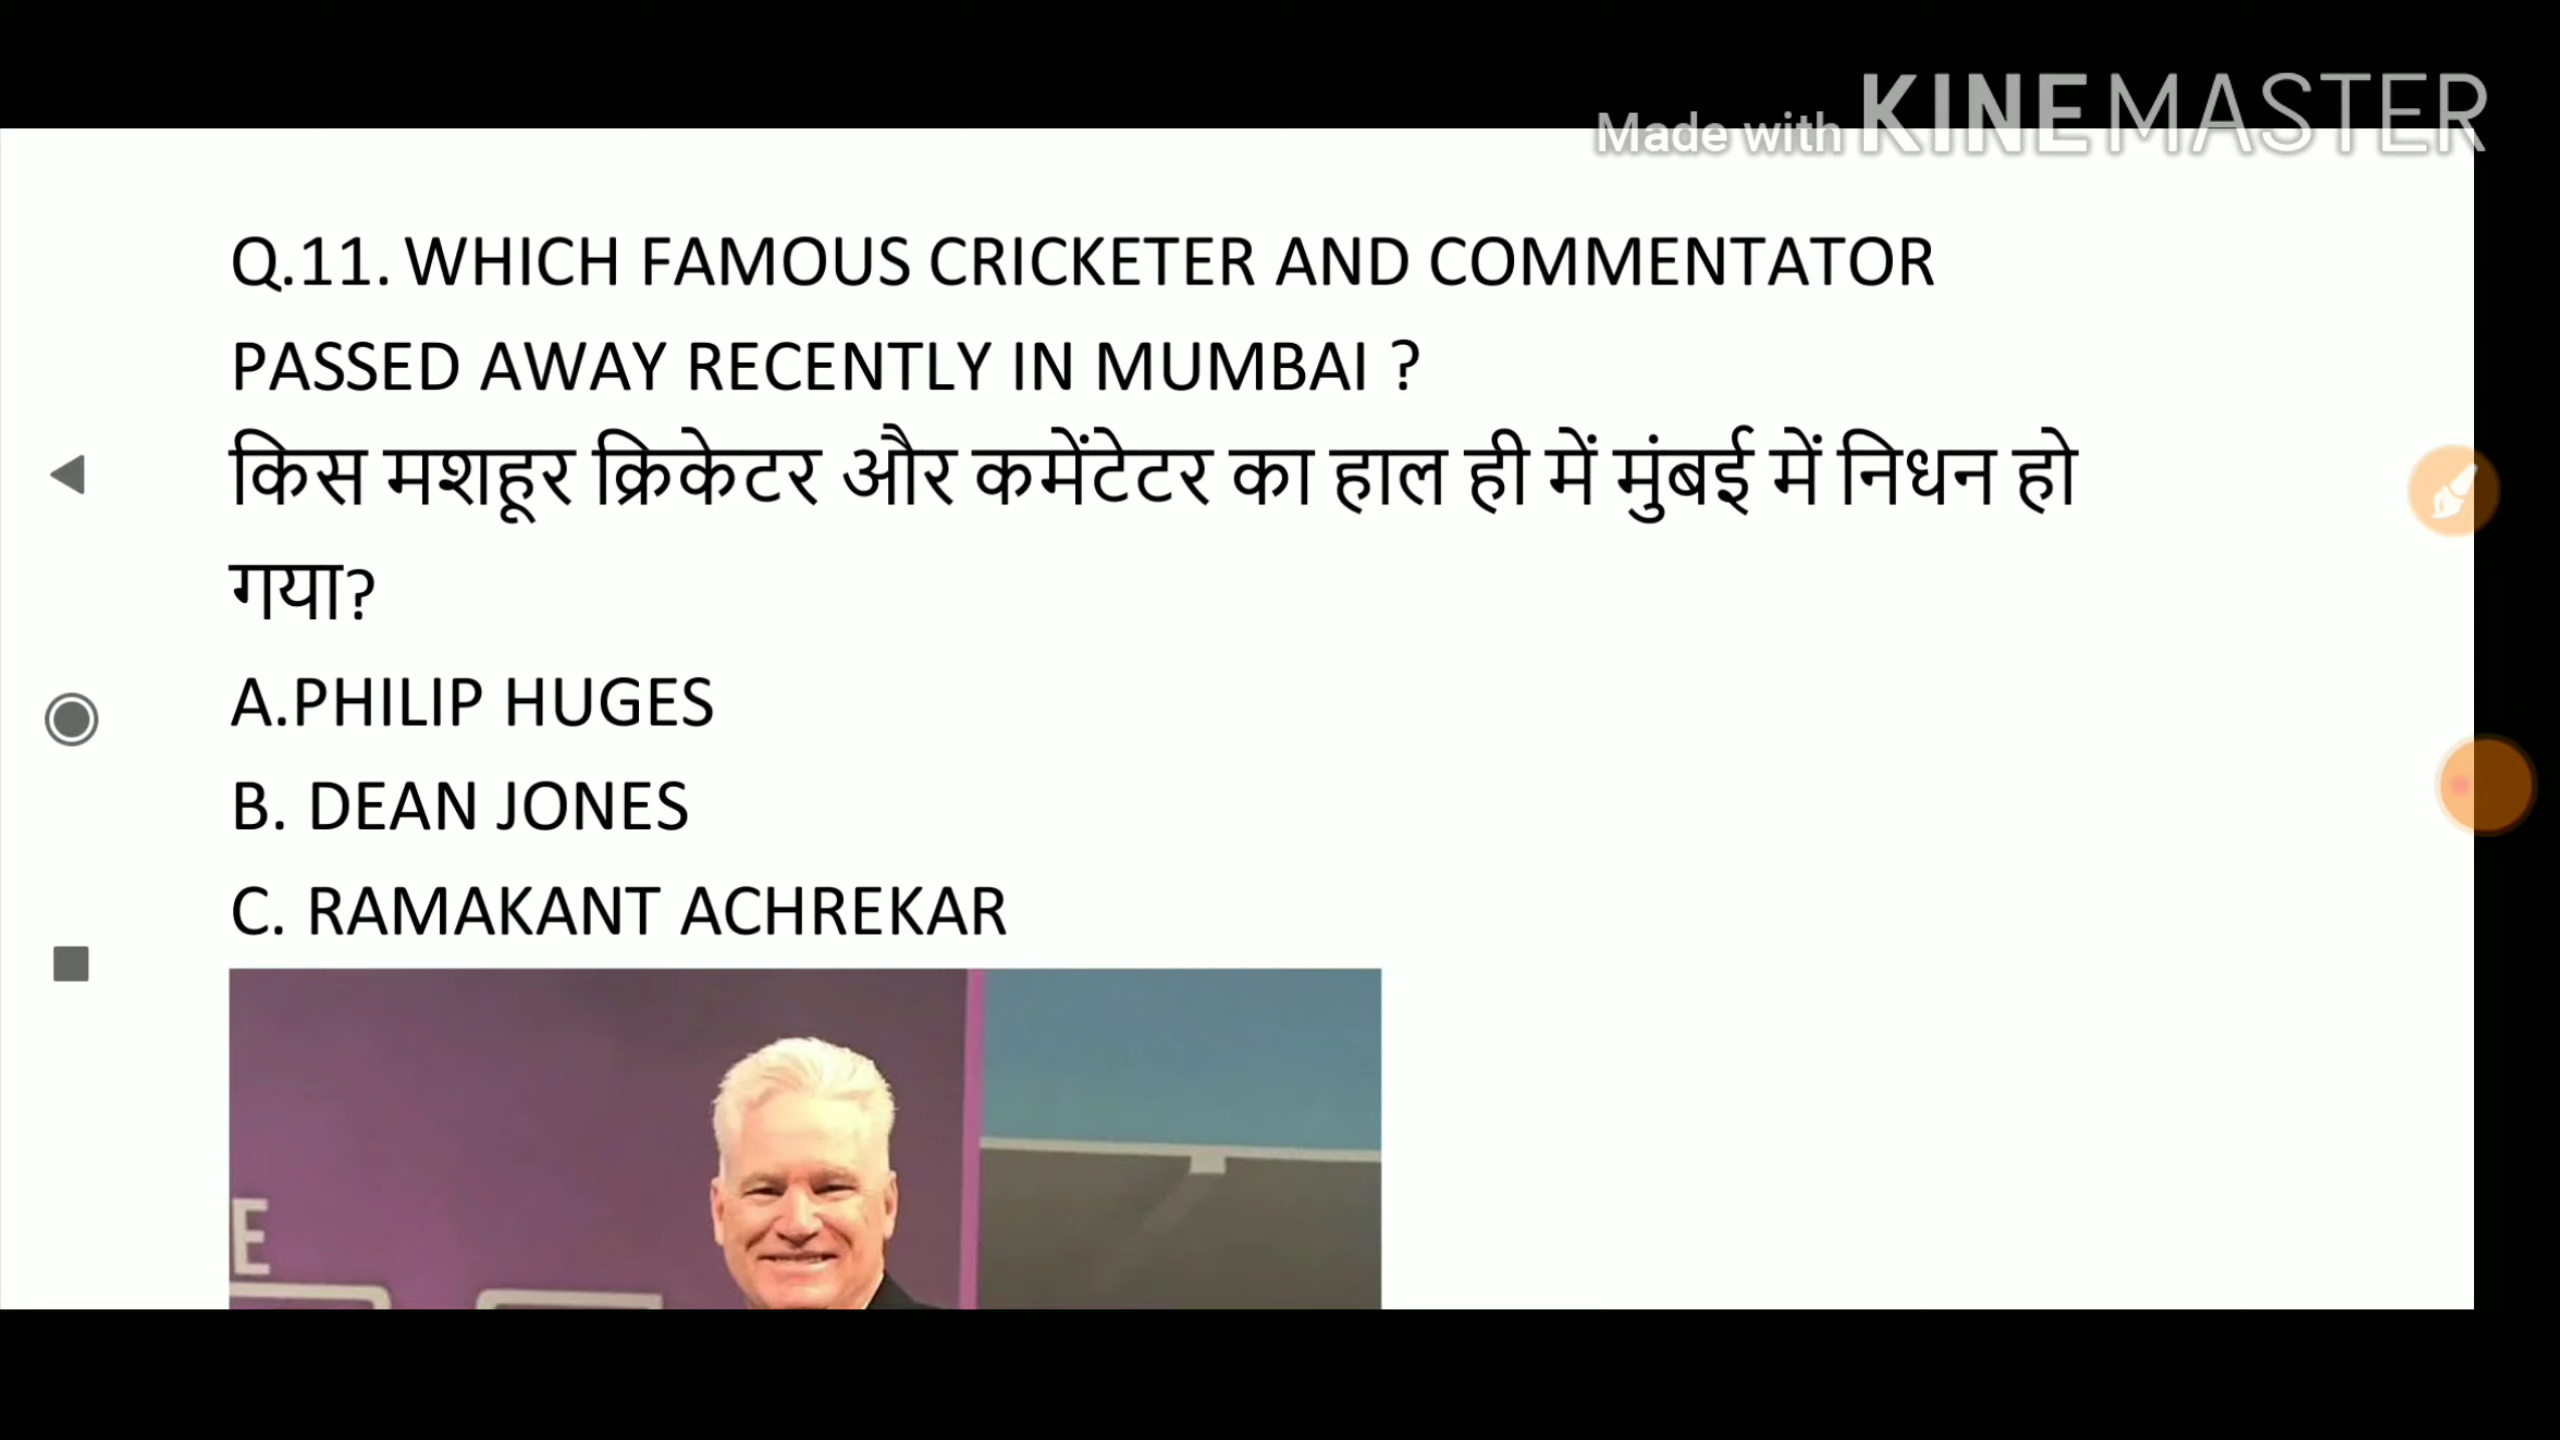 Made with KINEMASTER
Q.11. WHICH FAMOUS CRICKETER AND COMMENTATOR
PASSED AWAY RECENTLY IN MUMBAI ?
किस मशहूर क्रिकेटर और कमेंटेटर का हाल ही में मुंबई में निधन हो
गया?
A.PHILIP HUGES
B. DEAN JONES
C. RAMAKANT ACHREKAR
E